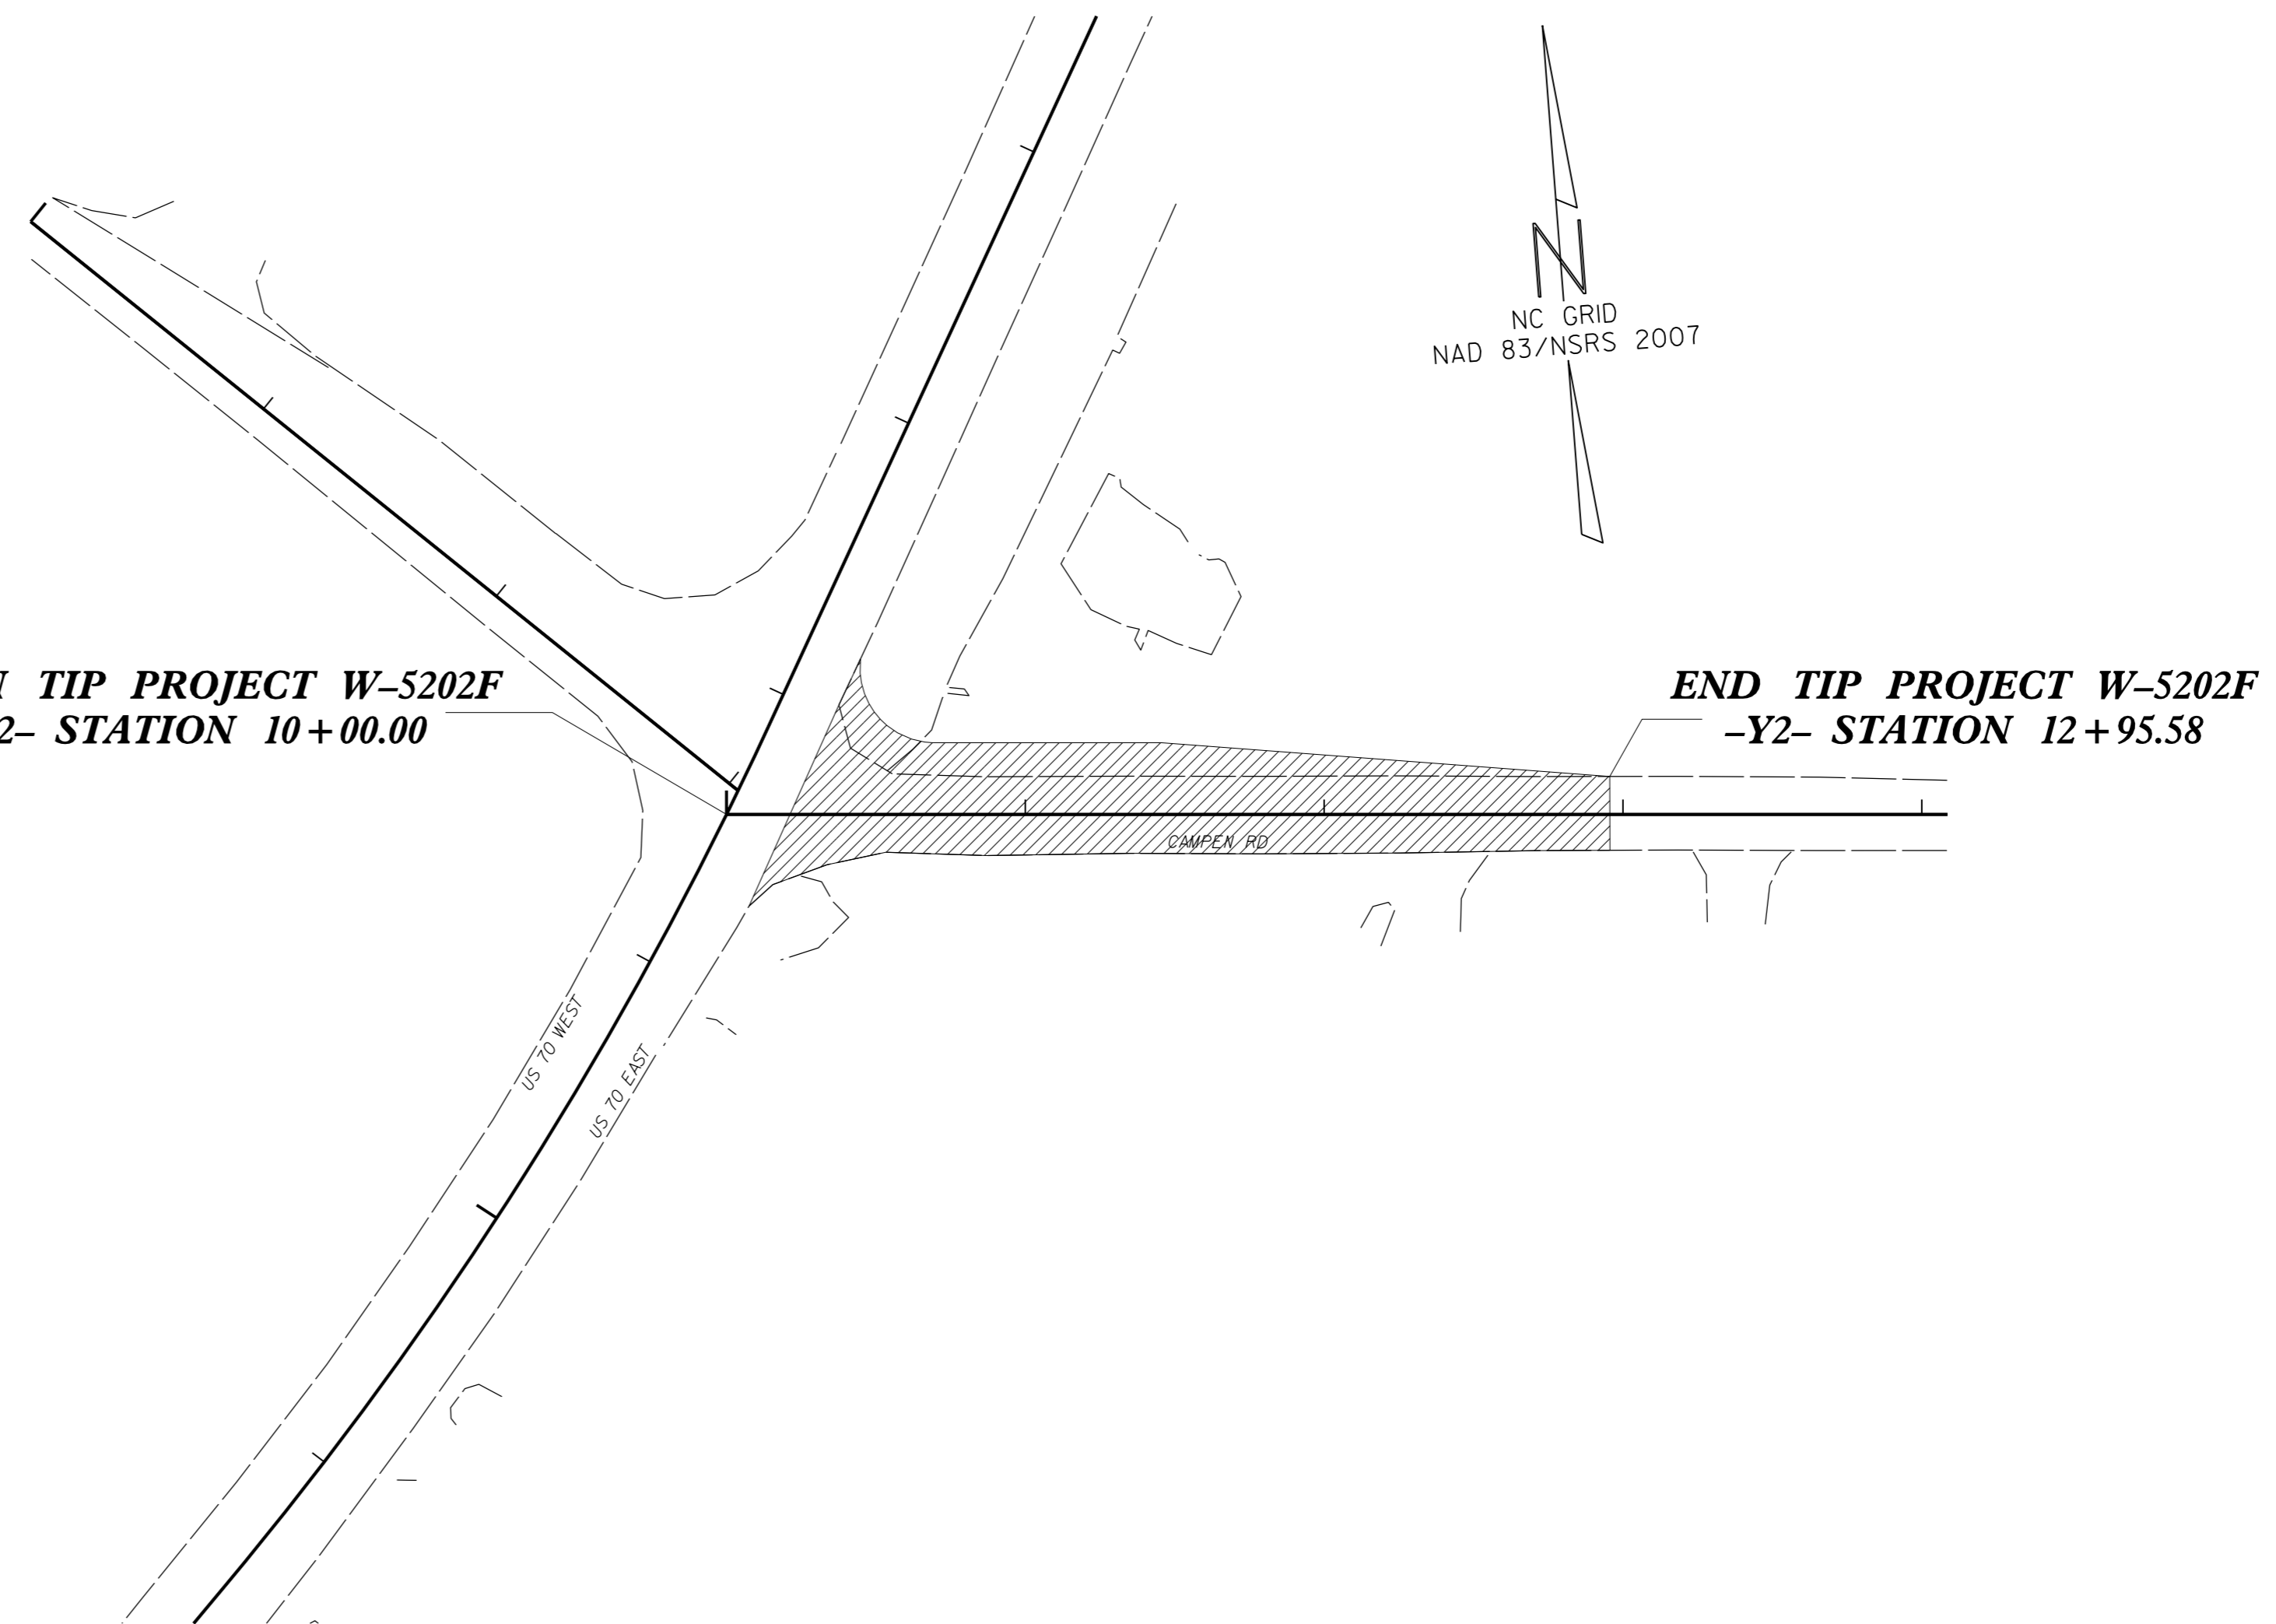 N
NC GRID
NAD 83/NSRS 2007
TIP PROJECT W–5202F
STATION 10+00.00
END TIP PROJECT W–5202F
–Y2– STATION 12+95.58
CAMPEN RD
US 70 WEST
US 70 EAST